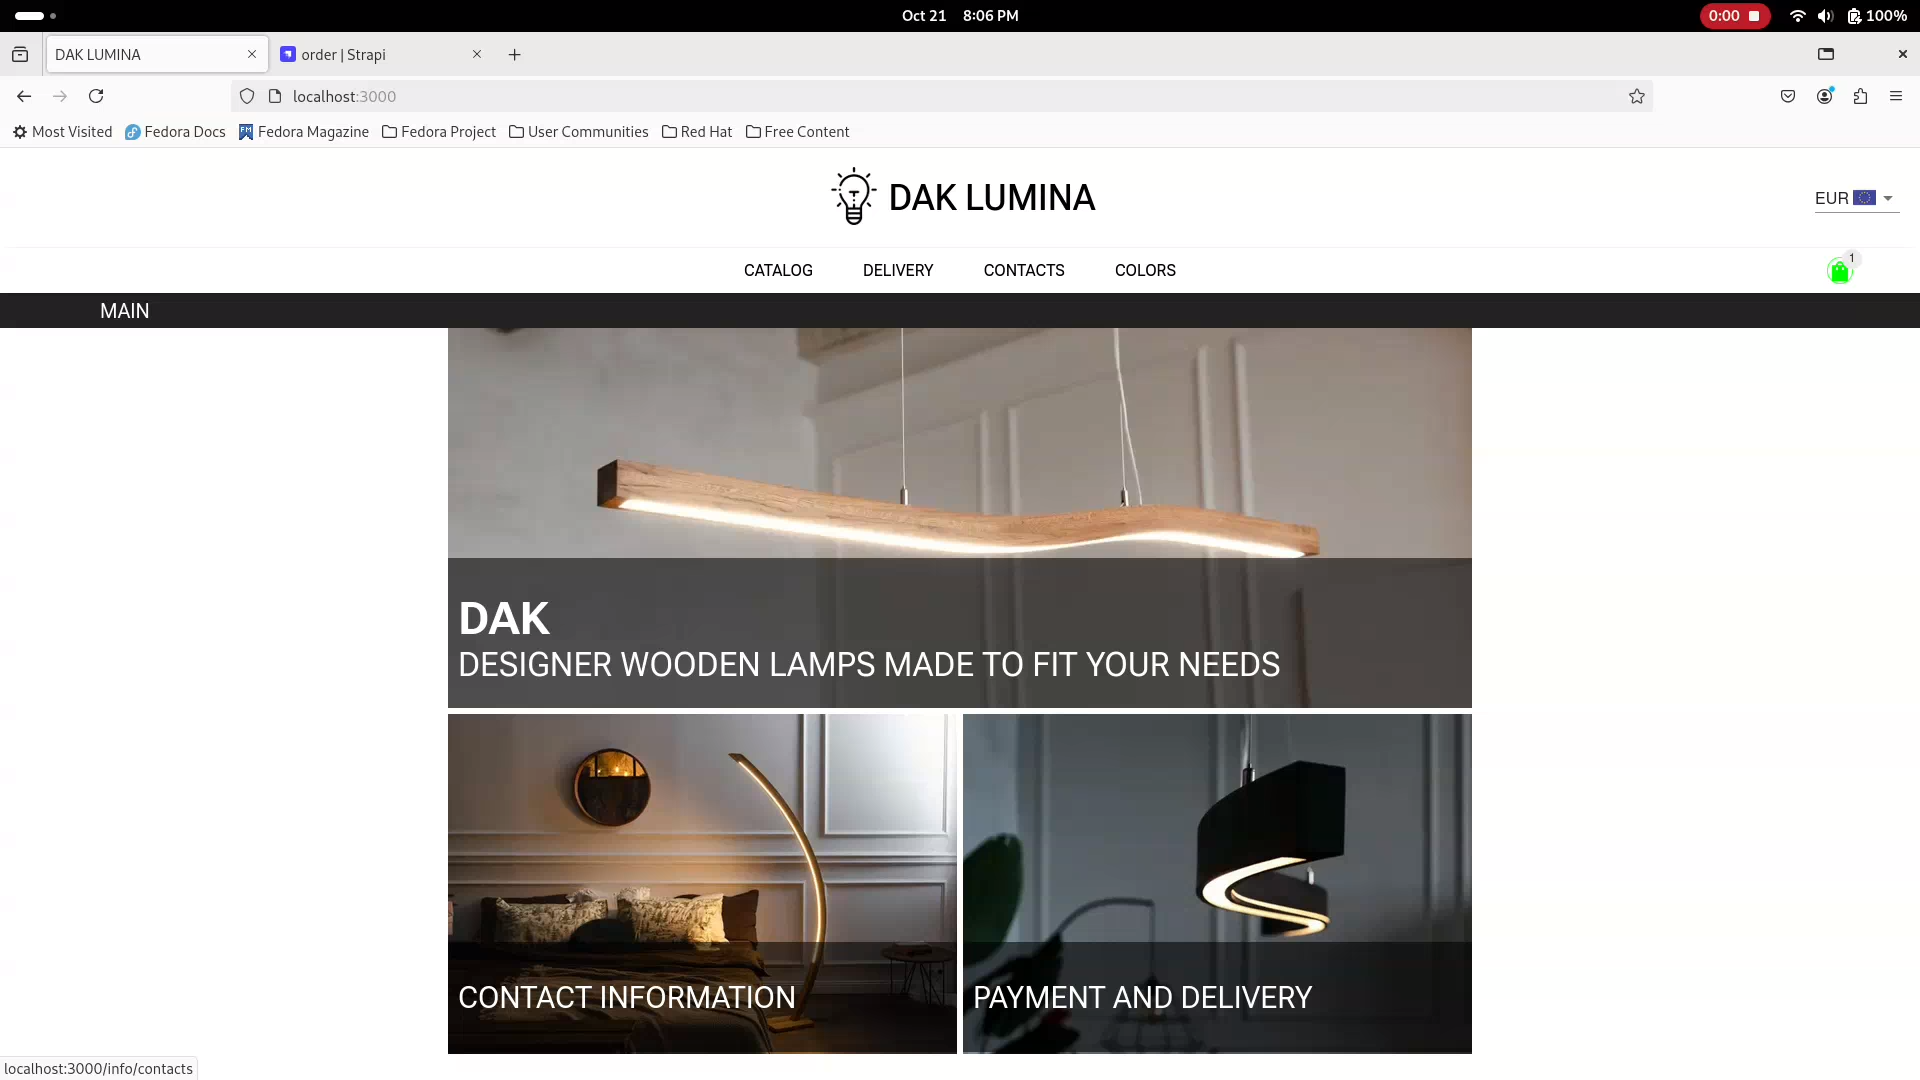 Oct 21 8:06 PM
0:00
100%
DAK LUMINA
order | Strapi
localhost:3000
Most Visited
Fedora Docs
Fedora Magazine
Fedora Project
User Communities
Red Hat
Free Content
DAK LUMINA
EUR
CATALOG
DELIVERY
CONTACTS
COLORS
1
MAIN
DAK
DESIGNER WOODEN LAMPS MADE TO FIT YOUR NEEDS
CONTACT INFORMATION
PAYMENT AND DELIVERY
localhost:3000/info/contacts